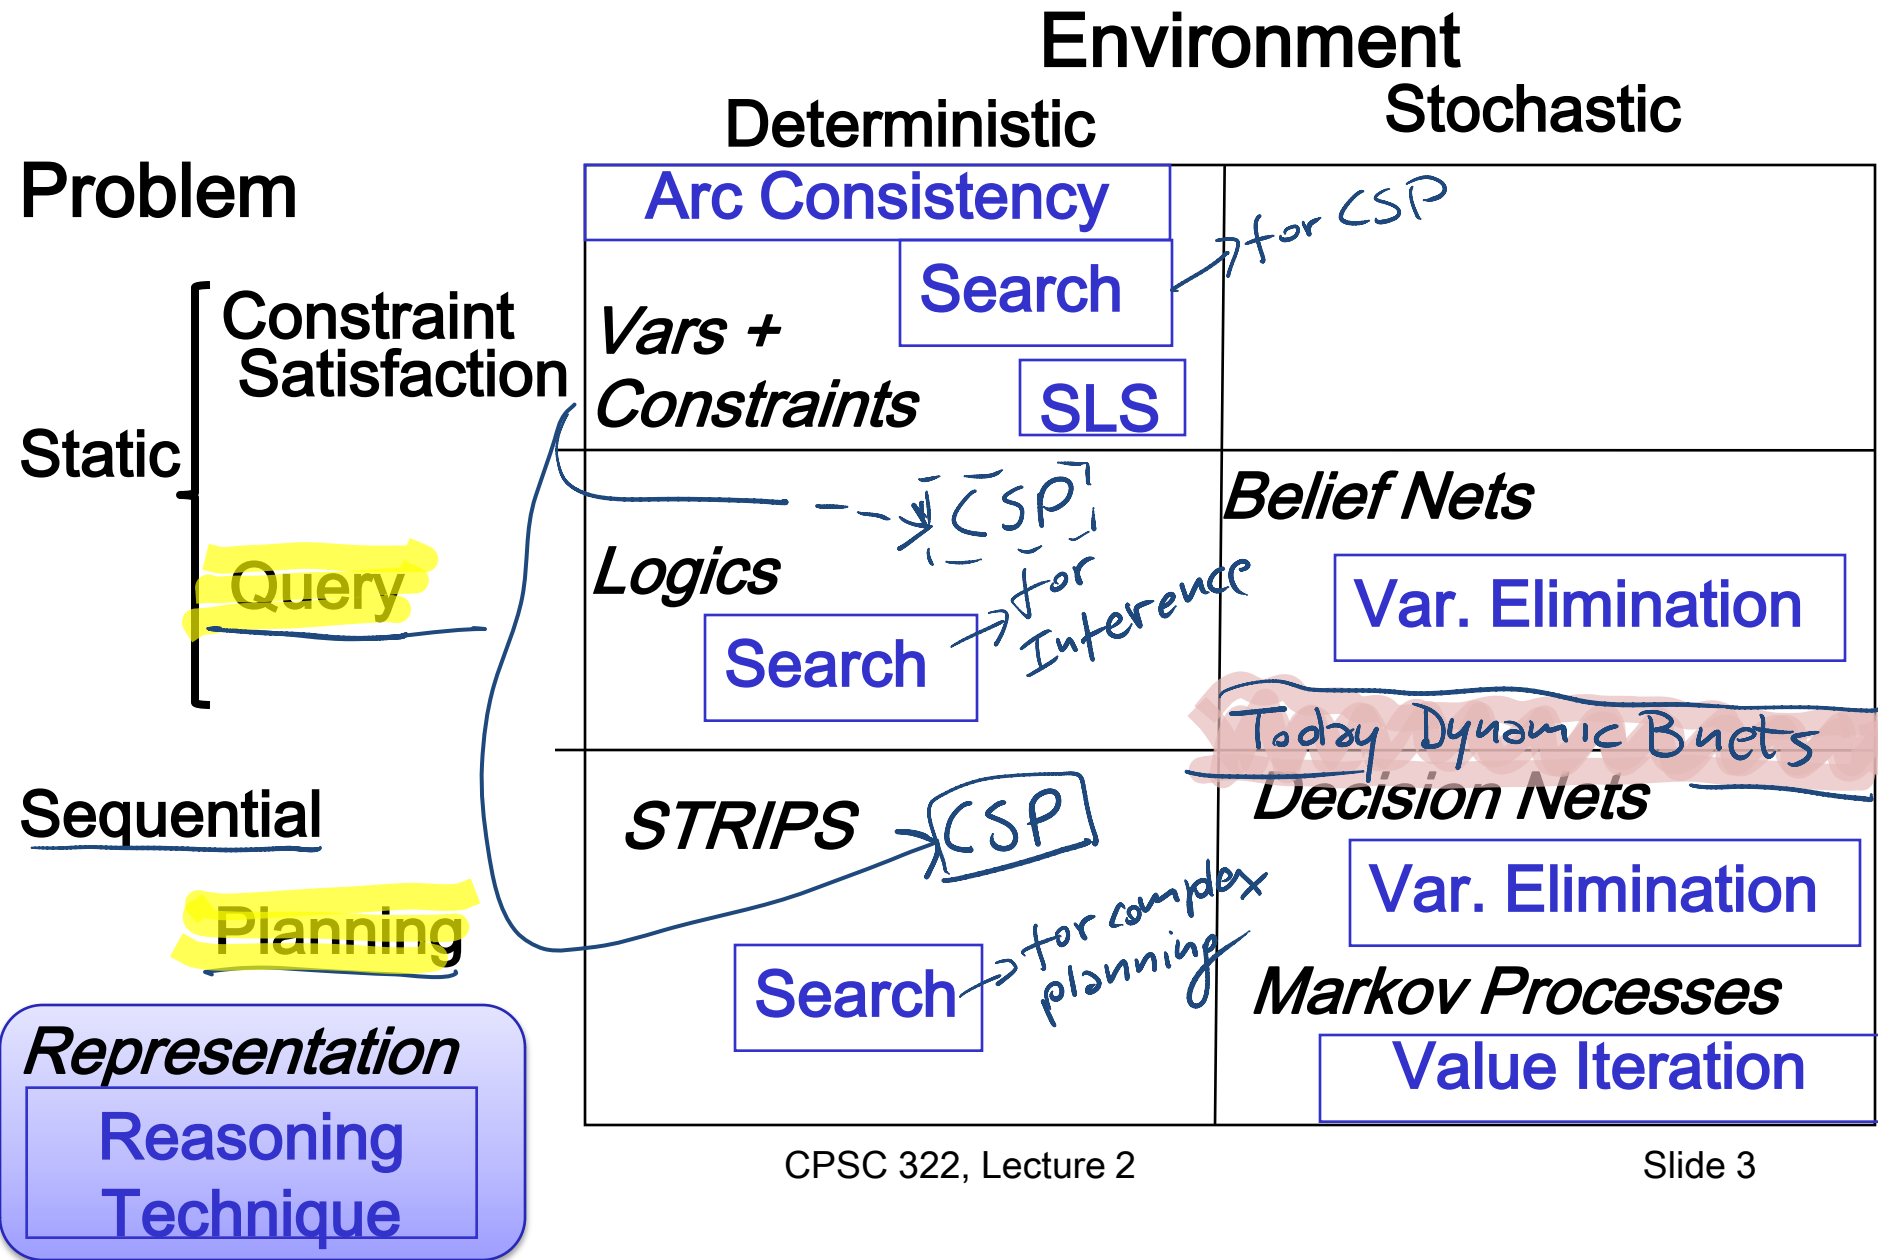 Environment
Deterministic
Stochastic
Problem
Arc Consistency
Search
for CSP
Constraint
Satisfaction
Vars +
Constraints
SLS
Static
CSP
Belief Nets
Query
Logics
for
Inference
Search
Var. Elimination
Today Dynamic Bnets
Sequential
STRIPS
CSP
Decision Nets
Var. Elimination
Planning
Search
for complex
planning
Markov Processes
Value Iteration
Representation
Reasoning
Technique
CPSC 322, Lecture 2
Slide 3